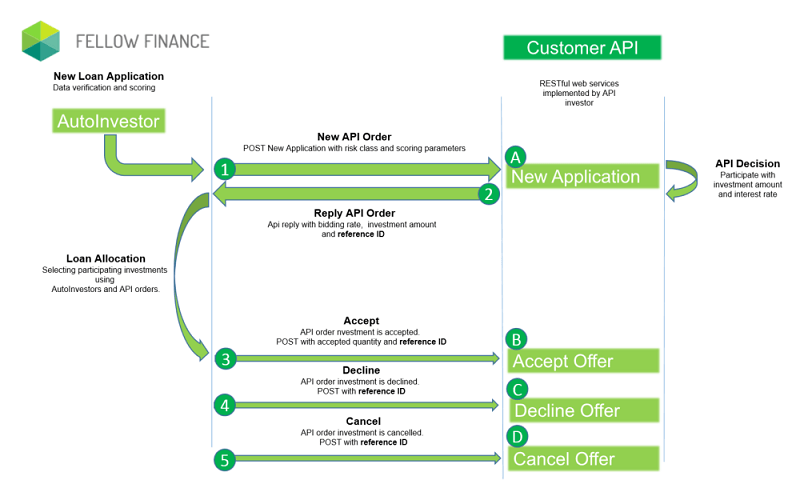 FELLOW FINANCE
Customer API
New Loan Application
Data verification and scoring
AutoInvestor
RESTful web services
implemented by API
investor
New API Order
POST New Application with risk class and scoring parameters
1
A
New Application
2
API Decision
Participate with
investment amount
and interest rate
Reply API Order
Api reply with bidding rate, investment amount
and reference ID
Loan Allocation
Selecting participating investments
using
AutoInvestors and API orders.
Accept
API order nvestment is accepted.
POST with accepted quantity and reference ID
3
B
Accept Offer
Decline
API order investment is declined.
POST with reference ID
4
C
Decline Offer
Cancel
API order investment is cancelled.
POST with reference ID
5
D
Cancel Offer